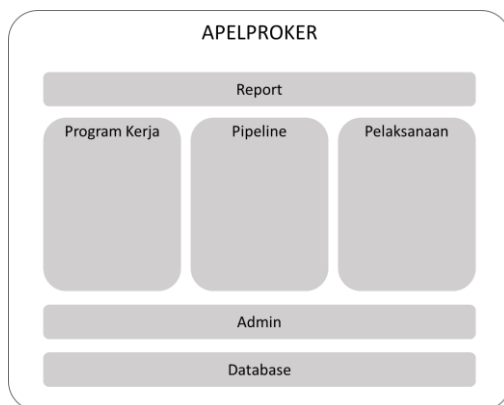 APELPROKER
Report
Program Kerja
Pipeline
Pelaksanaan
Admin
Database